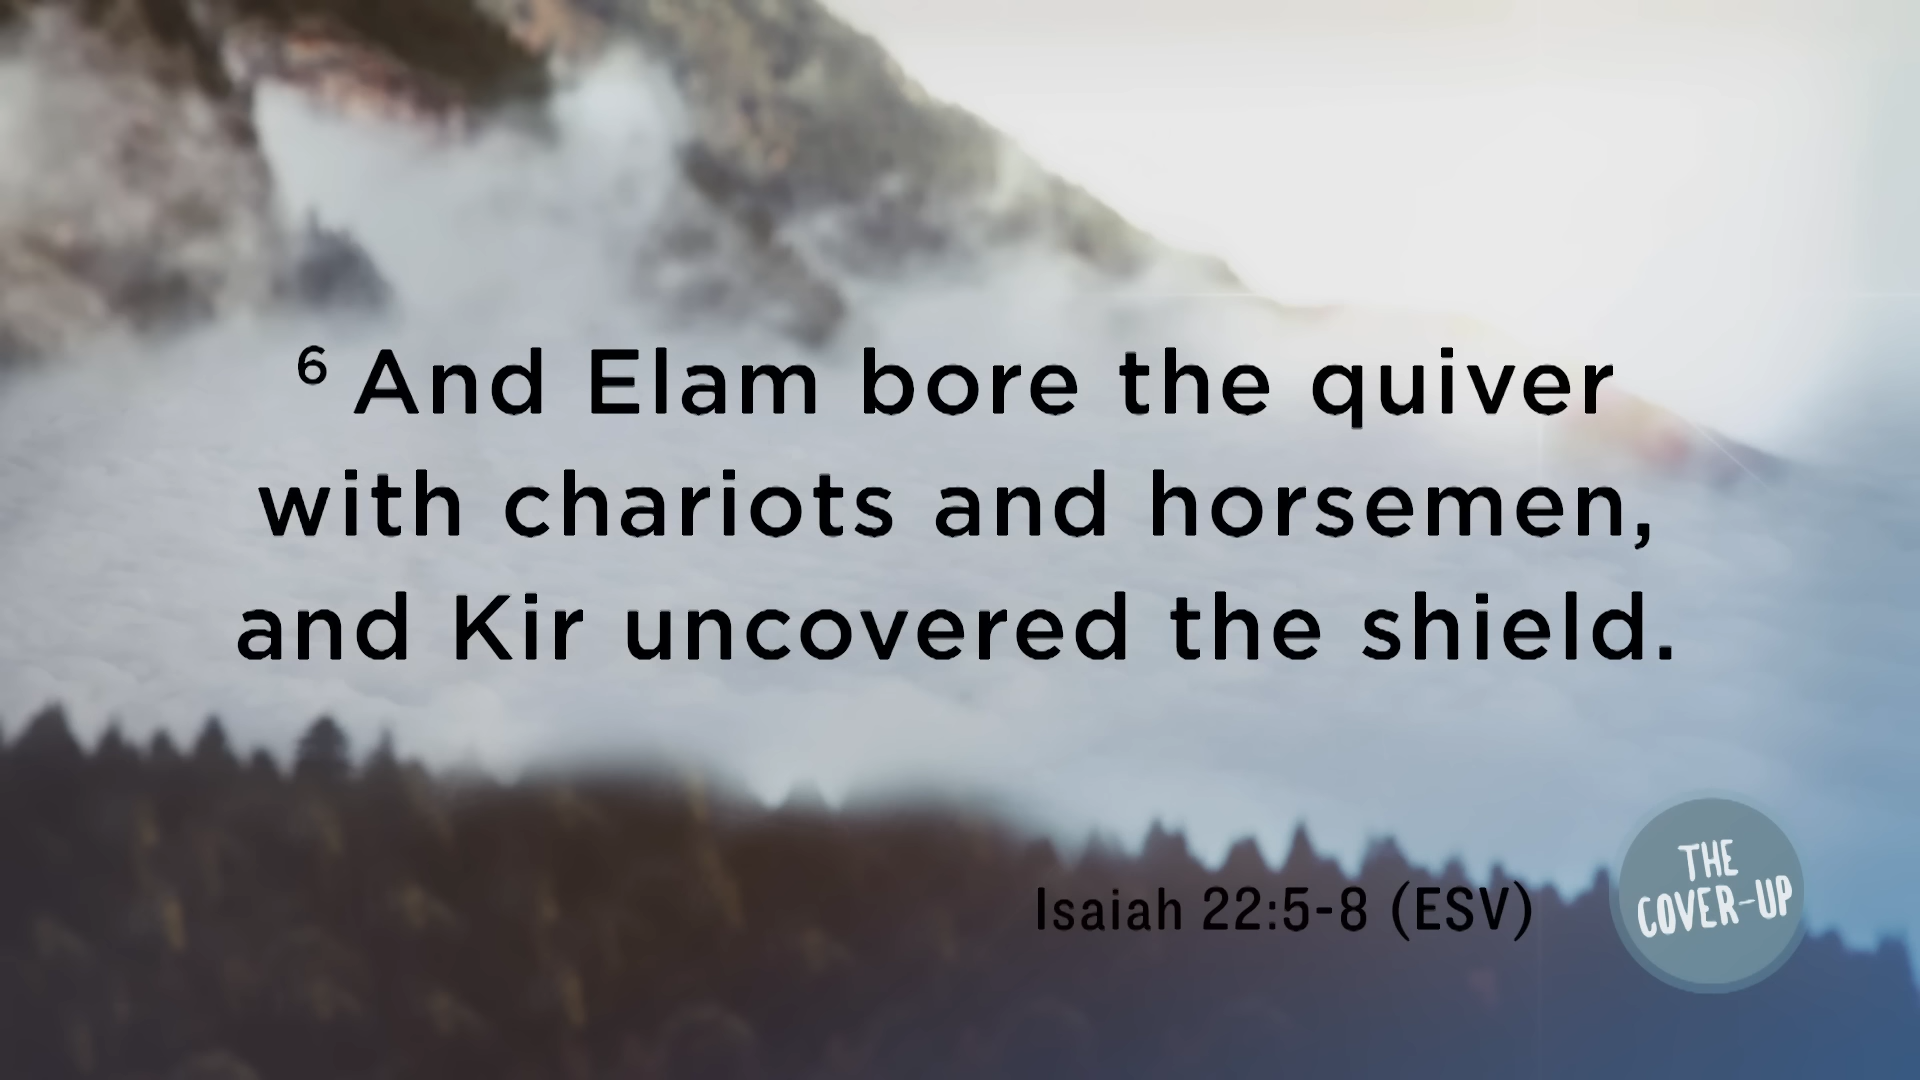 ⁶ And Elam bore the quiver
with chariots and horsemen,
and Kir uncovered the shield.
Isaiah 22:5-8 (ESV)
THE
COVER-UP